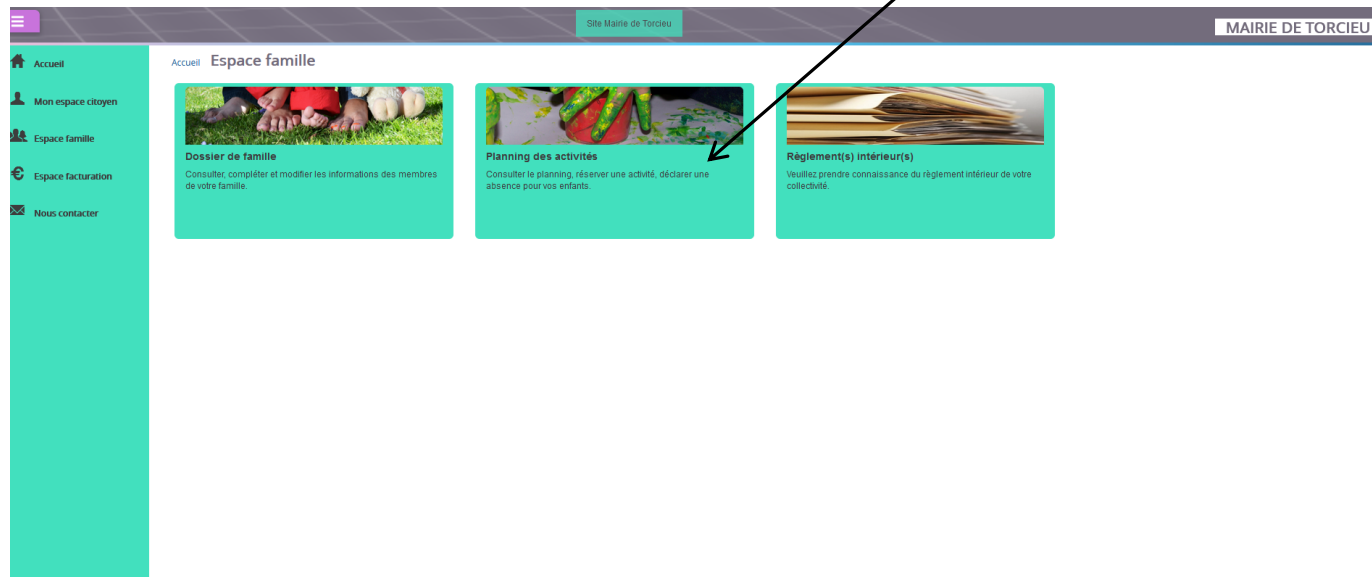 Site Mairie de Torcieu
MAIRIE DE TORCIEU
Accueil
Mon espace citoyen
Espace famille
Espace facturation
Nous contacter
Accueil Espace famille
Dossier de famille
Consulter, compléter et modifier les informations des membres
de votre famille.
Planning des activités
Consulter le planning, réserver une activité, déclarer une
absence pour vos enfants.
Règlement(s) intérieur(s)
Veuillez prendre connaissance du règlement intérieur de votre
collectivité.